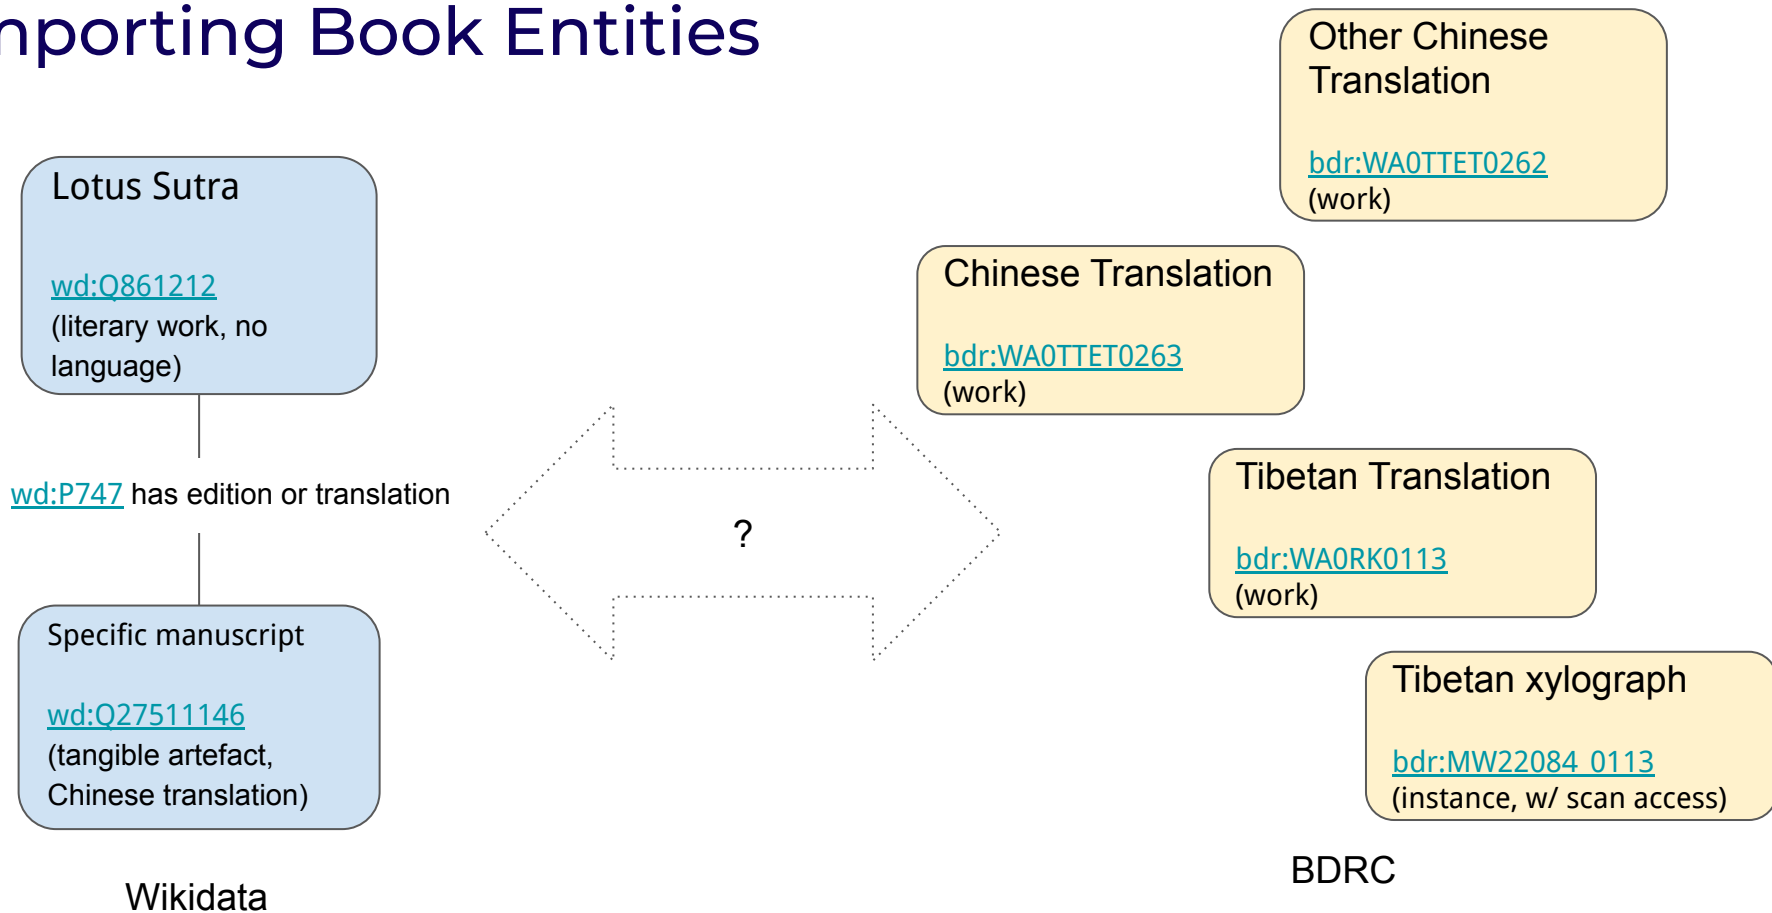 mporting Book Entities
Lotus Sutra
wd:Q861212
(literary work, no
language)
wd:P747 has edition or translation
Specific manuscript
wd:Q27511146
(tangible artefact,
Chinese translation)
Wikidata
?
Other Chinese
Translation
bdr:WA0TTET0262
(work)
Chinese Translation
bdr:WA0TTET0263
(work)
Tibetan Translation
bdr:WA0RK0113
(work)
Tibetan xylograph
bdr:MW22084_0113
(instance, w/ scan access)
BDRC